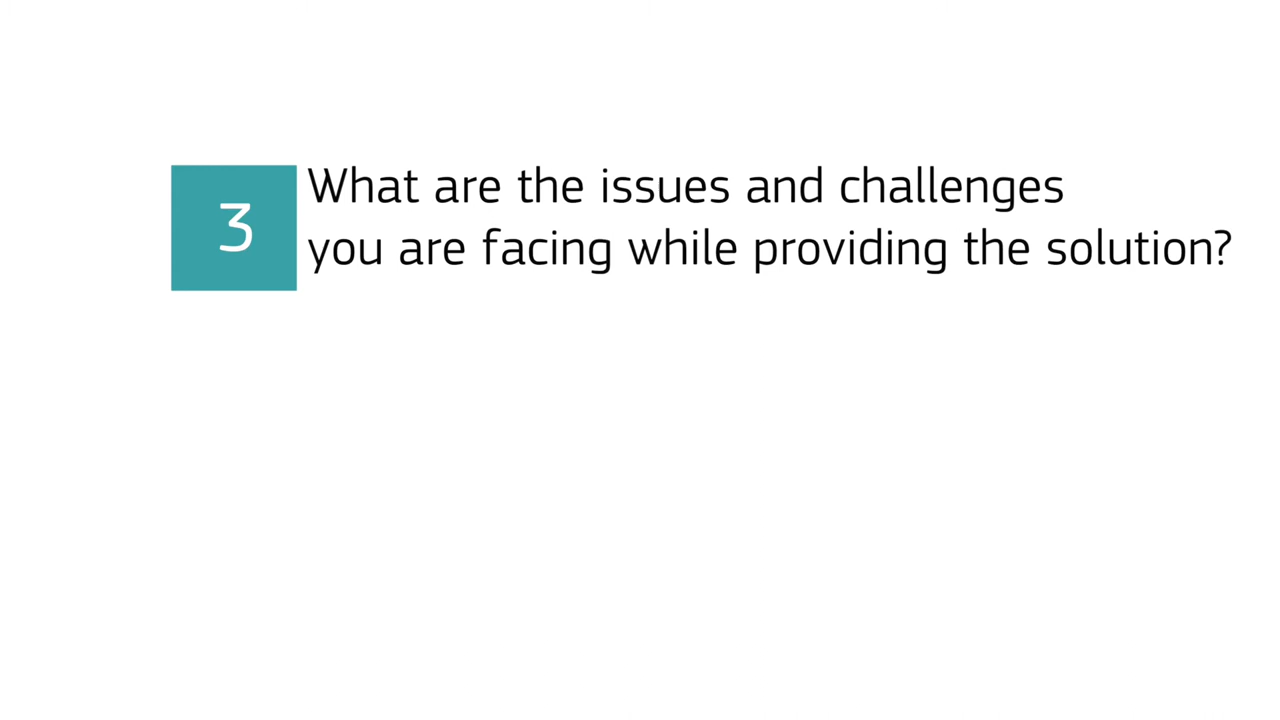 3
What are the issues and challenges
you are facing while providing the solution?